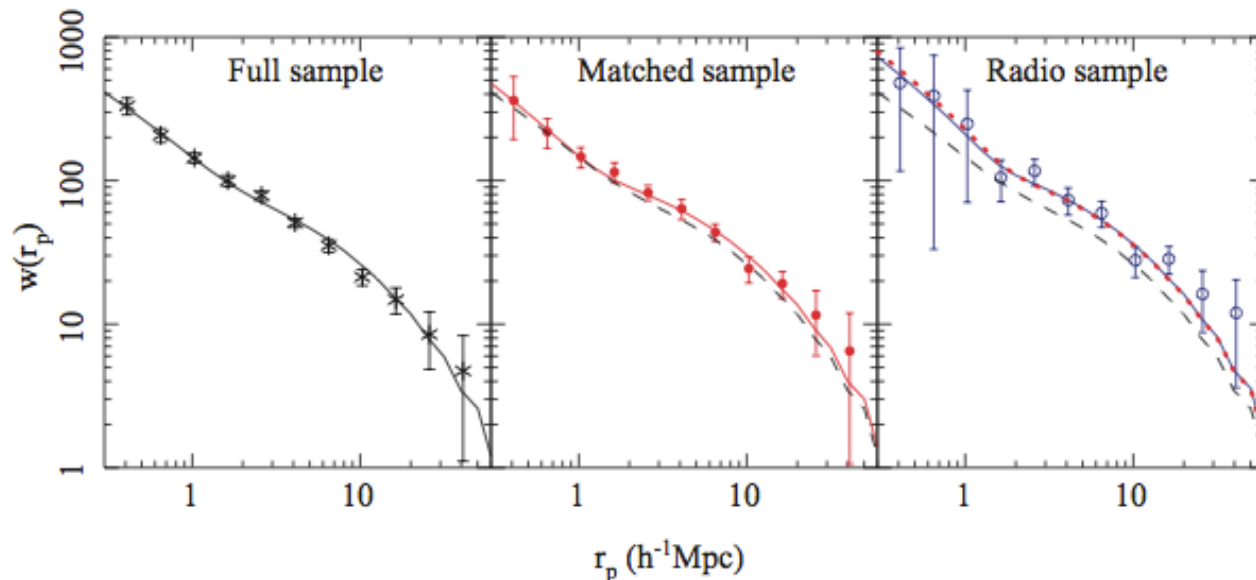 1000
Full sample
Matched sample
Radio sample
100
w(r_p)
10
1
1 10
1 10
1 10
r_p (h⁻¹Mpc)